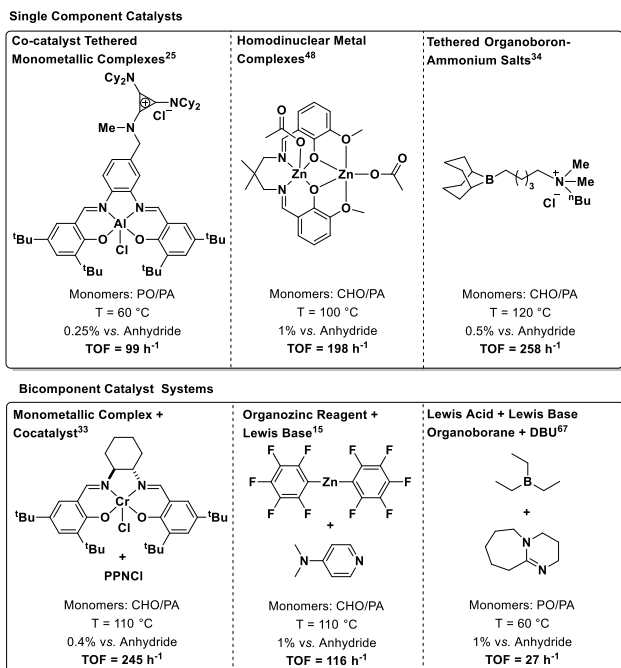 Single Component Catalysts
Co-catalyst Tethered
Monometallic Complexes25
Cy2N
NCy2
Cl−
Me
N
N
N
Al
O
Cl
O
tBu
tBu
tBu
tBu
Monomers: PO/PA
T = 60 °C
0.25% vs. Anhydride
TOF = 99 h-1
Homodinuclear Metal
Complexes48
O
O
O
N
O
Zn
Zn
O
O
N
O
O
Monomers: CHO/PA
T = 100 °C
1% vs. Anhydride
TOF = 198 h-1
Tethered Organoboron-
Ammonium Salts34
B
3
Me
N+
Me
nBu
Cl−
Monomers: CHO/PA
T = 120 °C
0.5% vs. Anhydride
TOF = 258 h-1
Bicomponent Catalyst Systems
Monometallic Complex +
Cocatalyst33
N
N
Cr
O
Cl
O
tBu
tBu
tBu
tBu
+
PPNCl
Monomers: CHO/PA
T = 110 °C
0.4% vs. Anhydride
TOF = 245 h-1
Organozinc Reagent +
Lewis Base15
F
F
F
F
F
Zn
F
F
F
F
F
+
N
N
Monomers: CHO/PA
T = 110 °C
1% vs. Anhydride
TOF = 116 h-1
Lewis Acid + Lewis Base
Organoborane + DBU67
B
+
N
N
Monomers: PO/PA
T = 60 °C
1% vs. Anhydride
TOF = 27 h-1